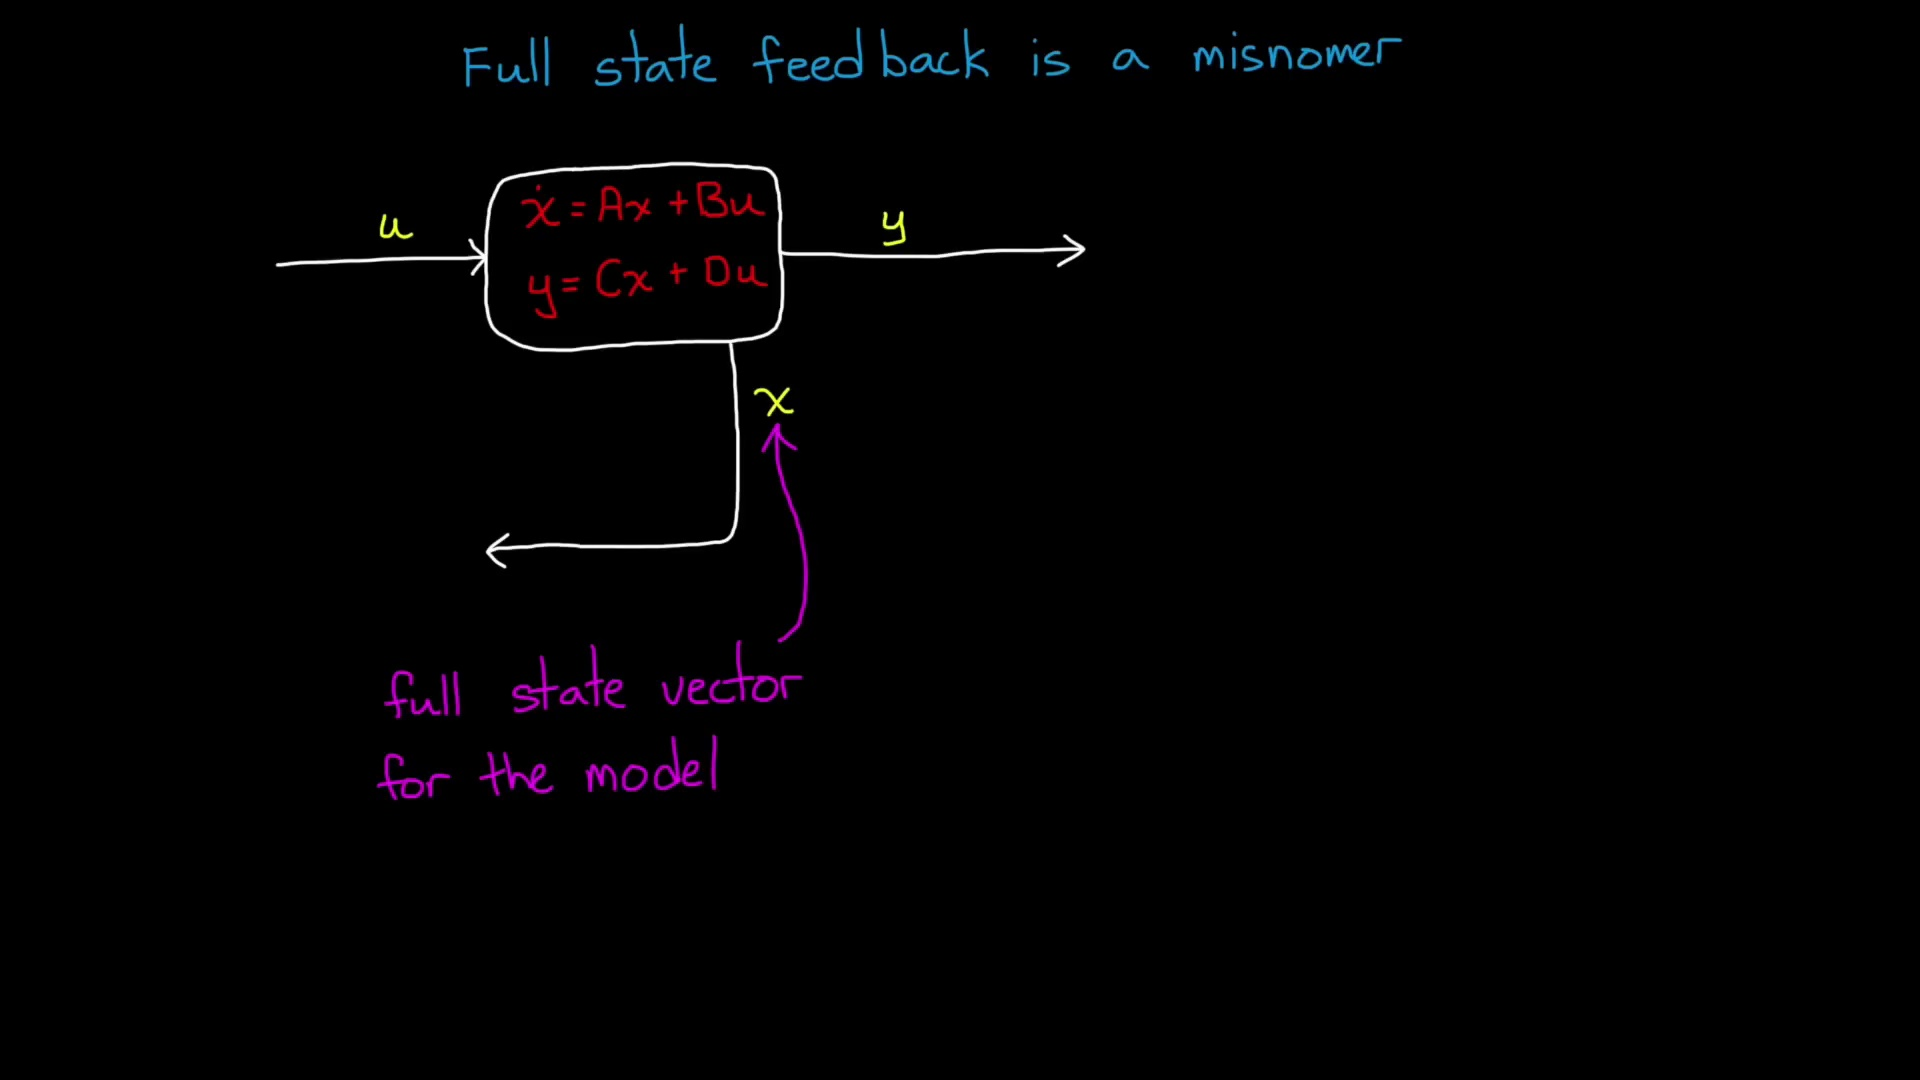 Full state feedback is a misnomer
u
ẋ = Ax + Bu
y
y = Cx + Du
x
full state vector
for the model